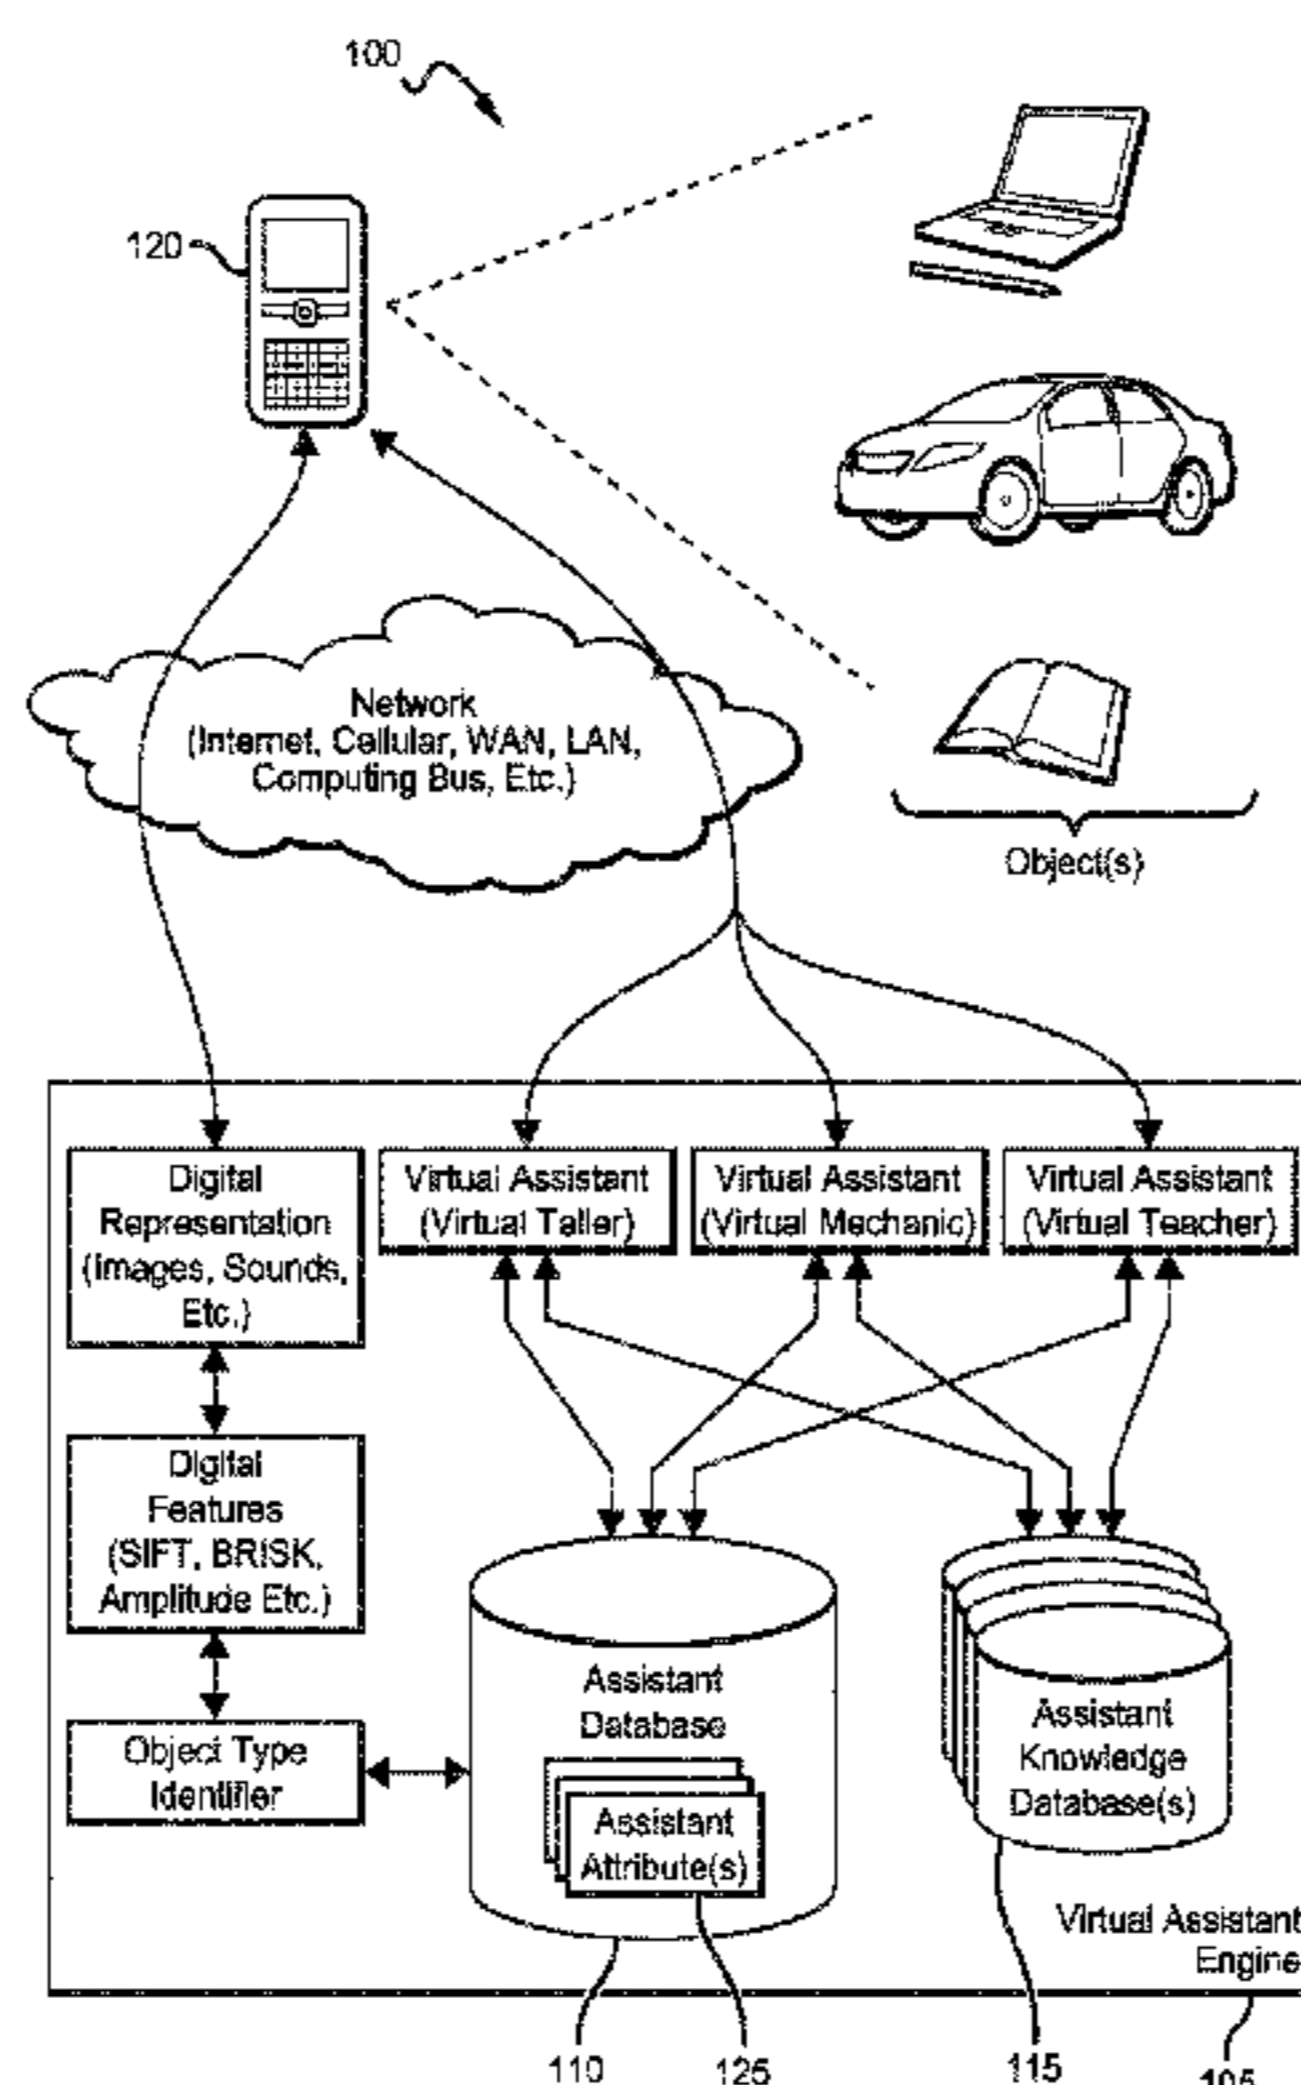 100
120
Network
(Internet, Cellular, WAN, LAN,
Computing Bus, Etc.)
Object(s)
Digital
Representation
(Images, Sounds,
Etc.)
Virtual Assistant
(Virtual Taller)
Virtual Assistant
(Virtual Mechanic)
Virtual Assistant
(Virtual Teacher)
Digital
Features
(SIFT, BRISK,
Amplitude Etc.)
Object Type
Identifier
Assistant
Database
Assistant
Attribute(s)
Assistant
Knowledge
Database(s)
Virtual Assistant
Engine
110
125
115
105